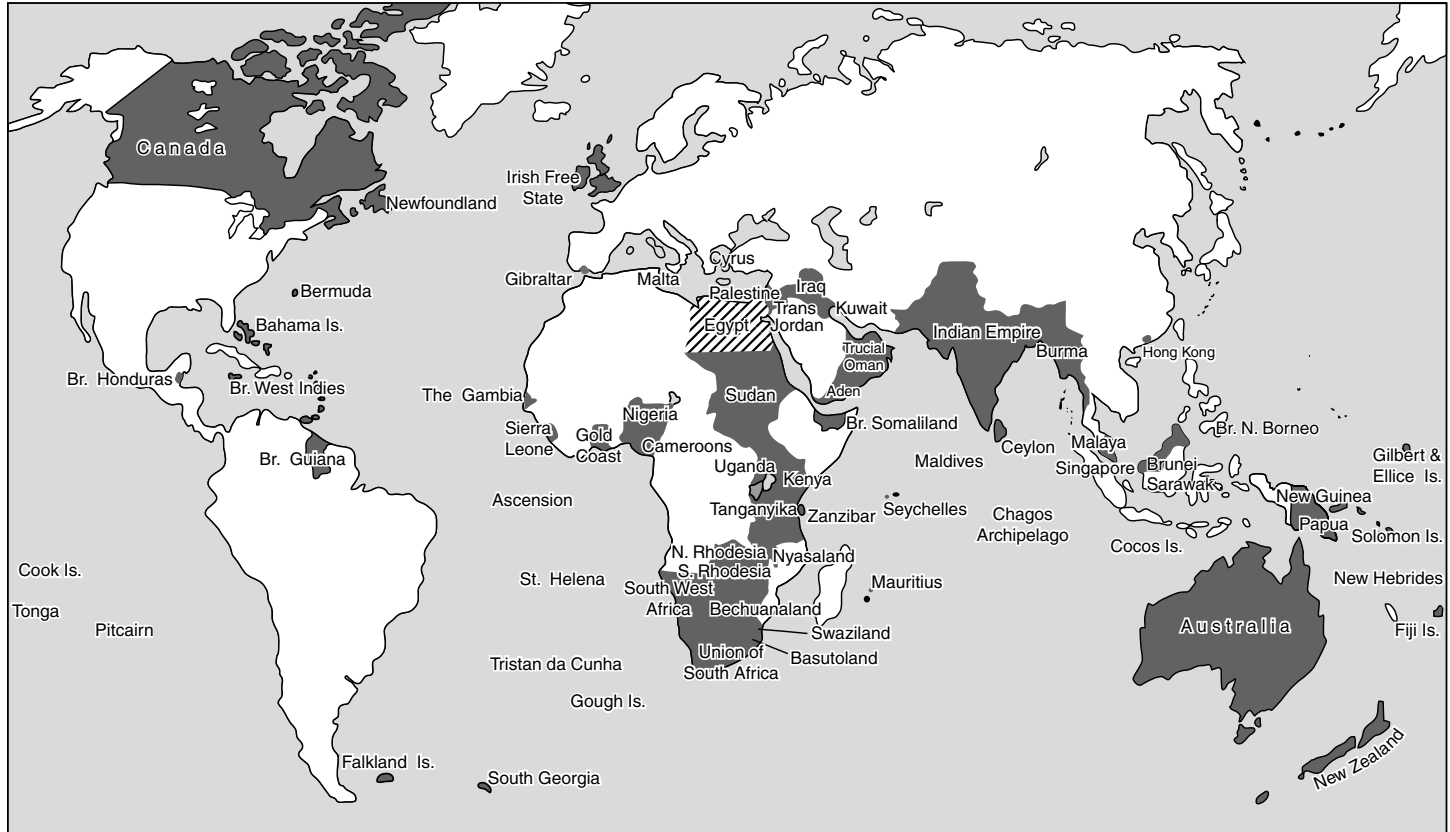 Canada
Newfoundland
Irish Free
State
Bermuda
Bahama Is.
Br. Honduras
Br. West Indies
Br. Guiana
Gibraltar
Malta
Cyrus
Palestine
Iraq
Trans
Jordan
Kuwait
Egypt
Trucial
Oman
Aden
Indian Empire
Burma
Hong Kong
The Gambia
Sierra
Leone
Gold
Coast
Nigeria
Cameroons
Sudan
Br. Somaliland
Uganda
Kenya
Tanganyika
Zanzibar
Seychelles
Maldives
Ceylon
Malaya
Singapore
Brunei
Sarawak
Br. N. Borneo
Gilbert &
Ellice Is.
New Guinea
Papua
Solomon Is.
Ascension
Chagos
Archipelago
Cocos Is.
N. Rhodesia
S. Rhodesia
Nyasaland
South West
Africa
Bechuanaland
Mauritius
Swaziland
Basutoland
Union of
South Africa
St. Helena
Cook Is.
Tonga
Pitcairn
New Hebrides
Fiji Is.
Australia
Tristan da Cunha
Gough Is.
Falkland Is.
South Georgia
New Zealand